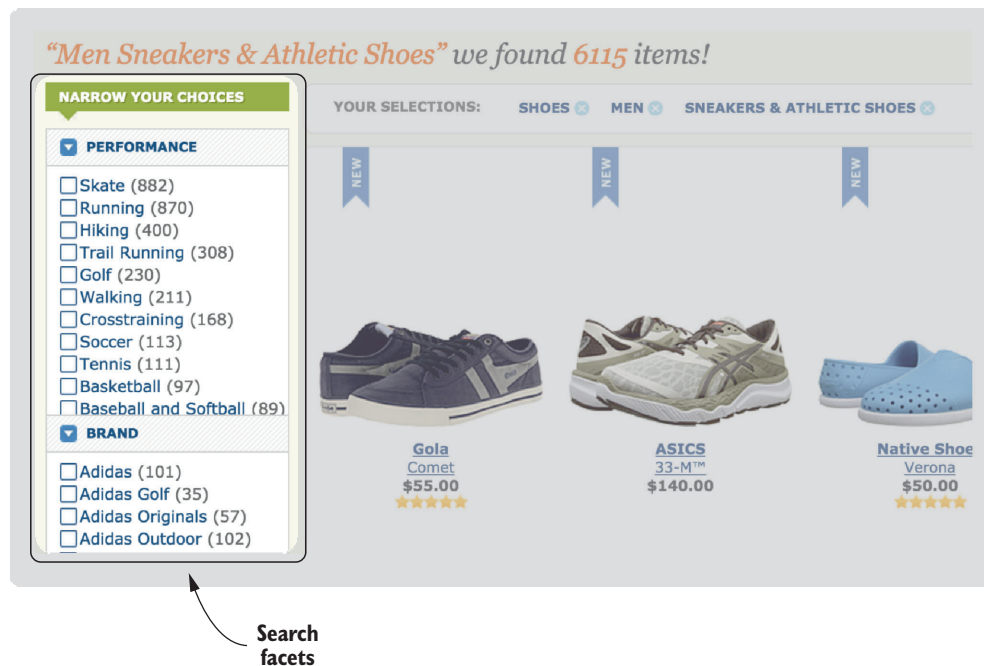 “Men Sneakers & Athletic Shoes” we found 6115 items!
NARROW YOUR CHOICES
PERFORMANCE
Skate (882)
Running (870)
Hiking (400)
Trail Running (308)
Golf (230)
Walking (211)
Crosstraining (168)
Soccer (113)
Tennis (111)
Basketball (97)
Baseball and Softball (89)
BRAND
Adidas (101)
Adidas Golf (35)
Adidas Originals (57)
Adidas Outdoor (102)
YOUR SELECTIONS: SHOES MEN SNEAKERS & ATHLETIC SHOES
NEW
NEW
NEW
Gola
Comet
$55.00
ASICS
33-M™
$140.00
Native Shoe
Verona
$50.00
Search
facets